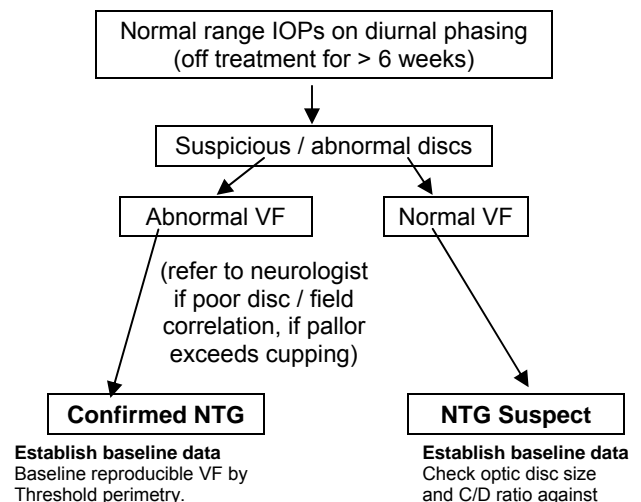 Normal range IOPs on diurnal phasing
(off treatment for > 6 weeks)
Suspicious / abnormal discs
Abnormal VF
Normal VF
(refer to neurologist
if poor disc / field
correlation, if pallor
exceeds cupping)
Confirmed NTG
Establish baseline data
Baseline reproducible VF by
Threshold perimetry.
NTG Suspect
Establish baseline data
Check optic disc size
and C/D ratio against